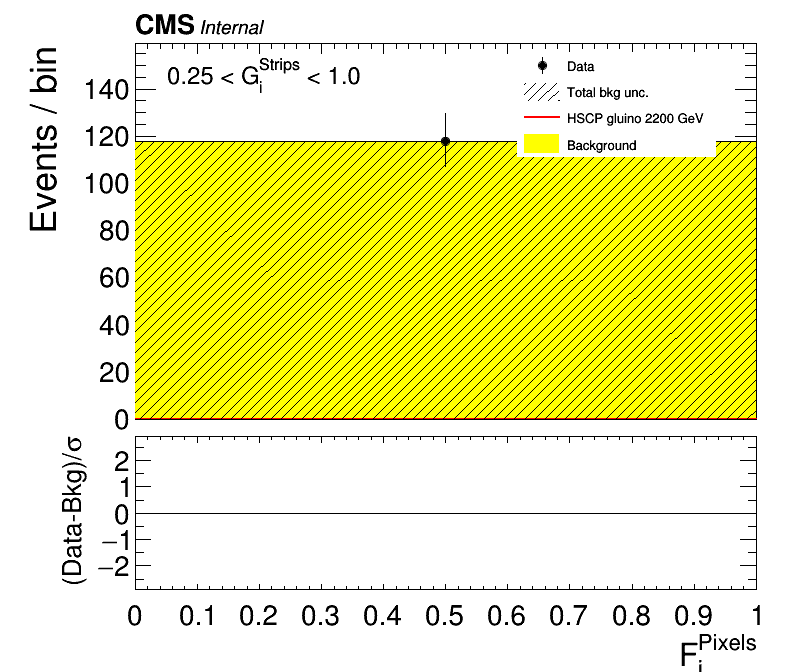 CMS Internal
Events / bin
0.25 < G_i^Strips < 1.0
Data
Total bkg unc.
HSCP gluino 2200 GeV
Background
140
120
100
80
60
40
20
0
(Data-Bkg)/σ
2
1
0
−1
−2
0 0.1 0.2 0.3 0.4 0.5 0.6 0.7 0.8 0.9 1
F_i^Pixels